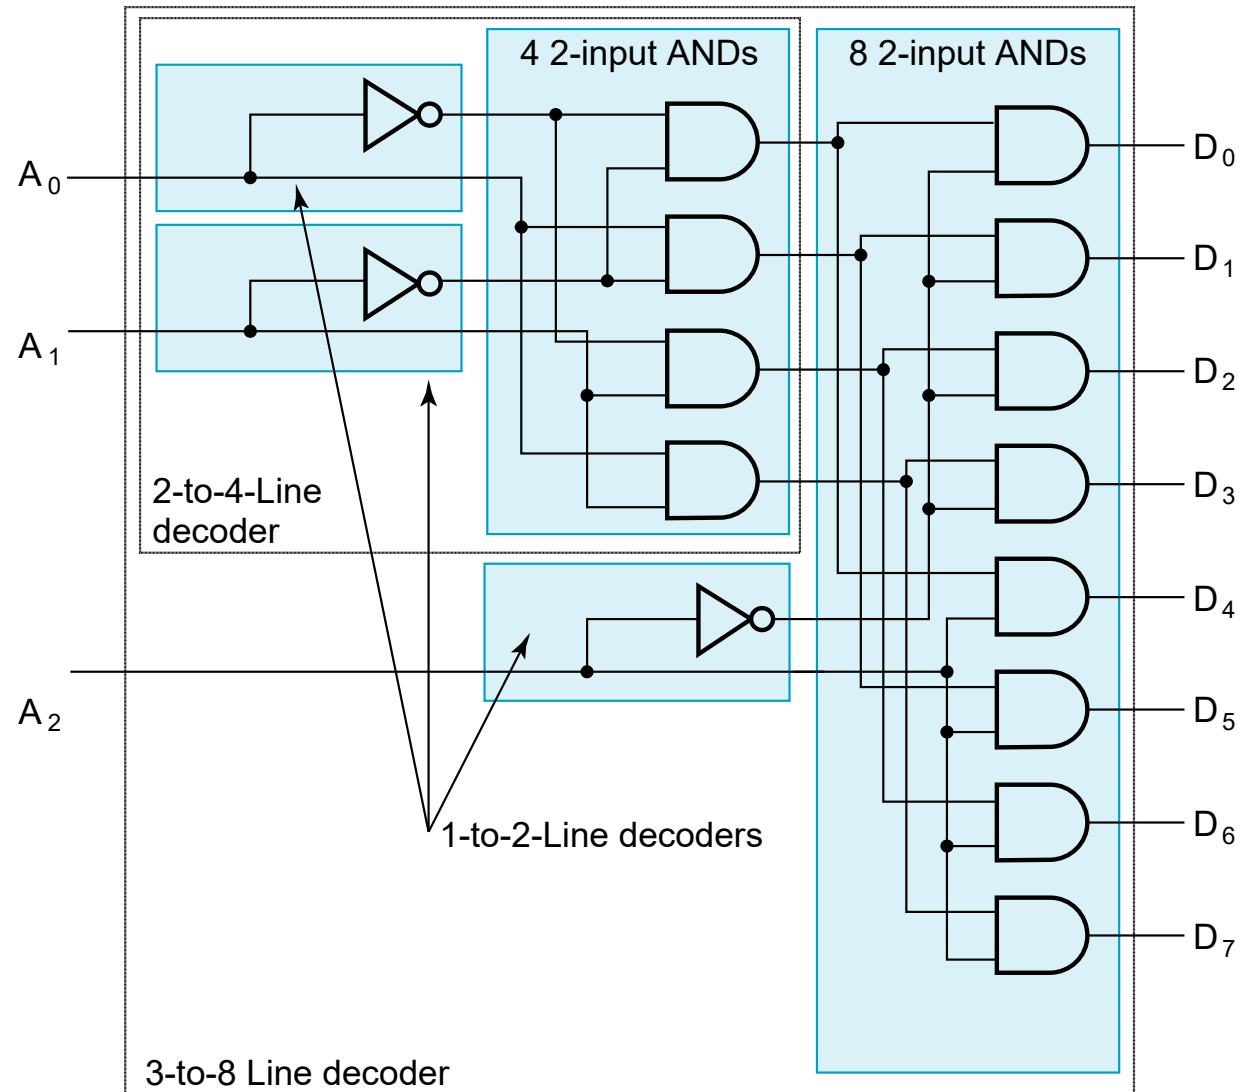 4 2-input ANDs
8 2-input ANDs
A0
A1
A2
2-to-4-Line
decoder
1-to-2-Line decoders
3-to-8 Line decoder
D0
D1
D2
D3
D4
D5
D6
D7